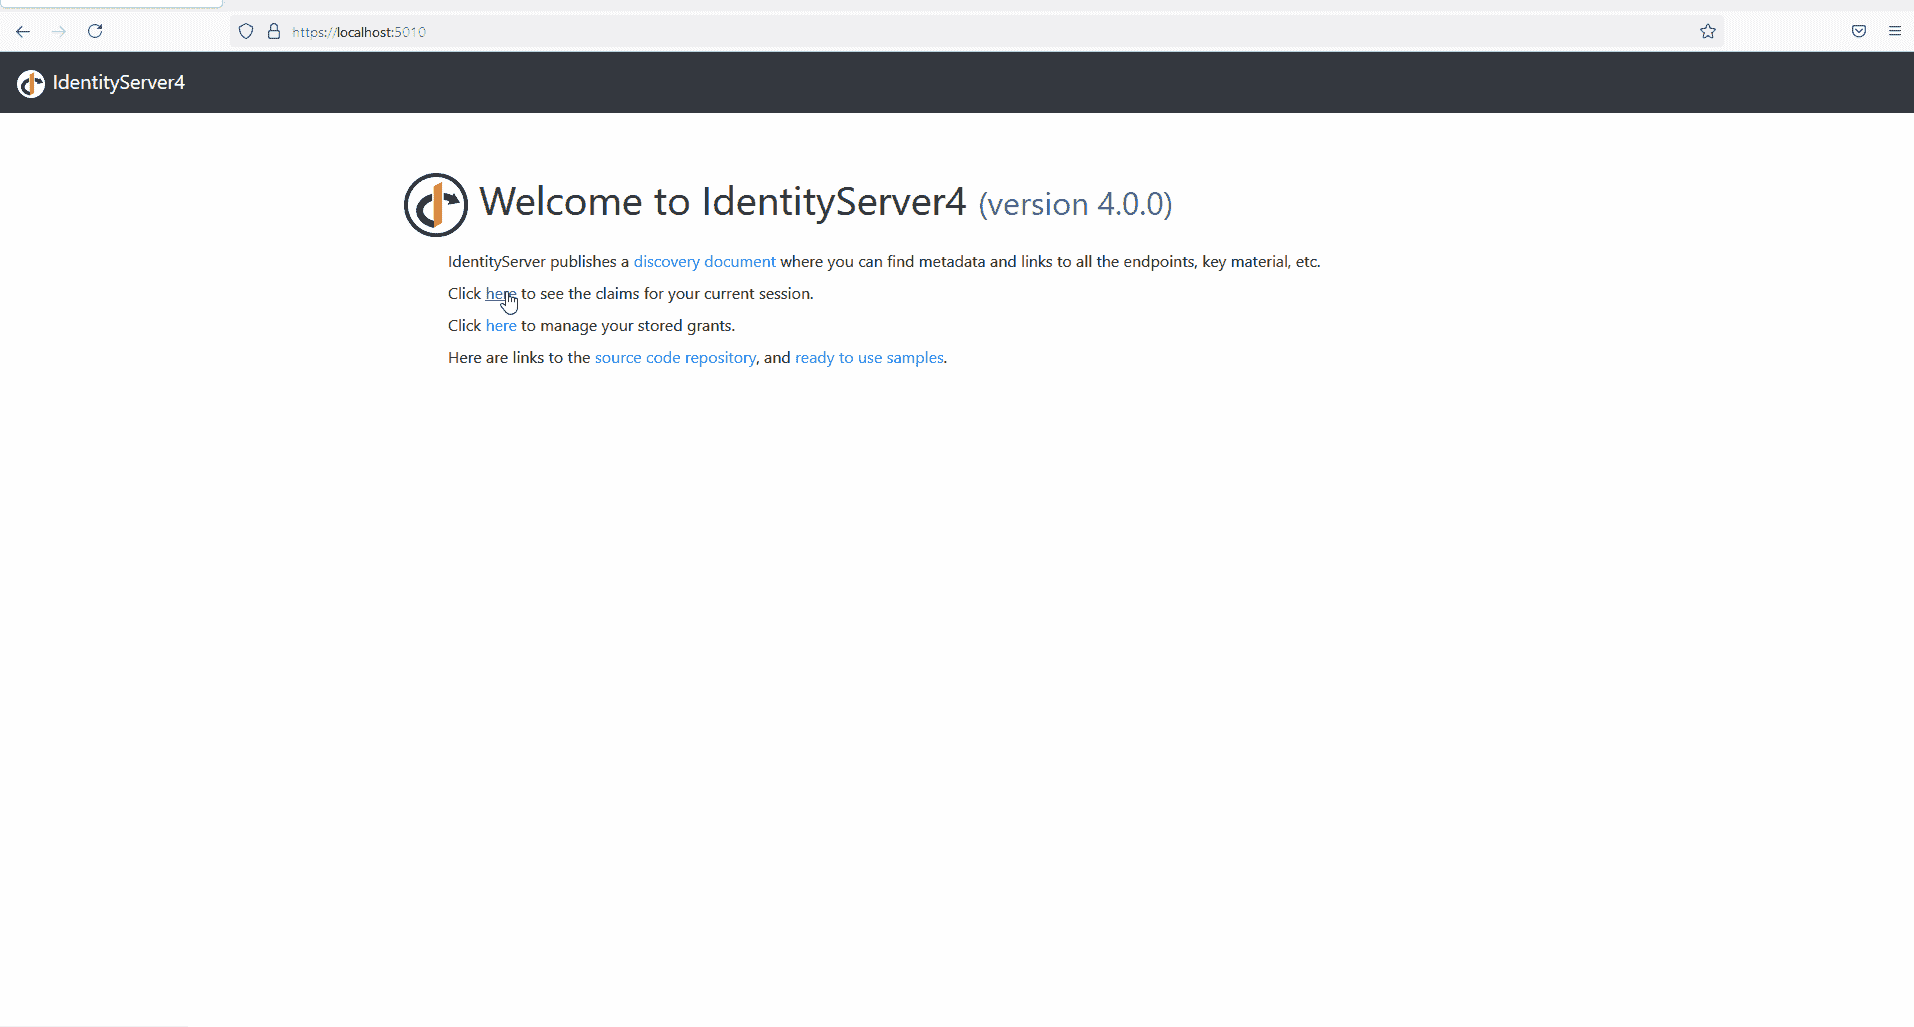 https://localhost:5010
IdentityServer4
Welcome to IdentityServer4 (version 4.0.0)
IdentityServer publishes a discovery document where you can find metadata and links to all the endpoints, key material, etc.
Click here to see the claims for your current session.
Click here to manage your stored grants.
Here are links to the source code repository, and ready to use samples.